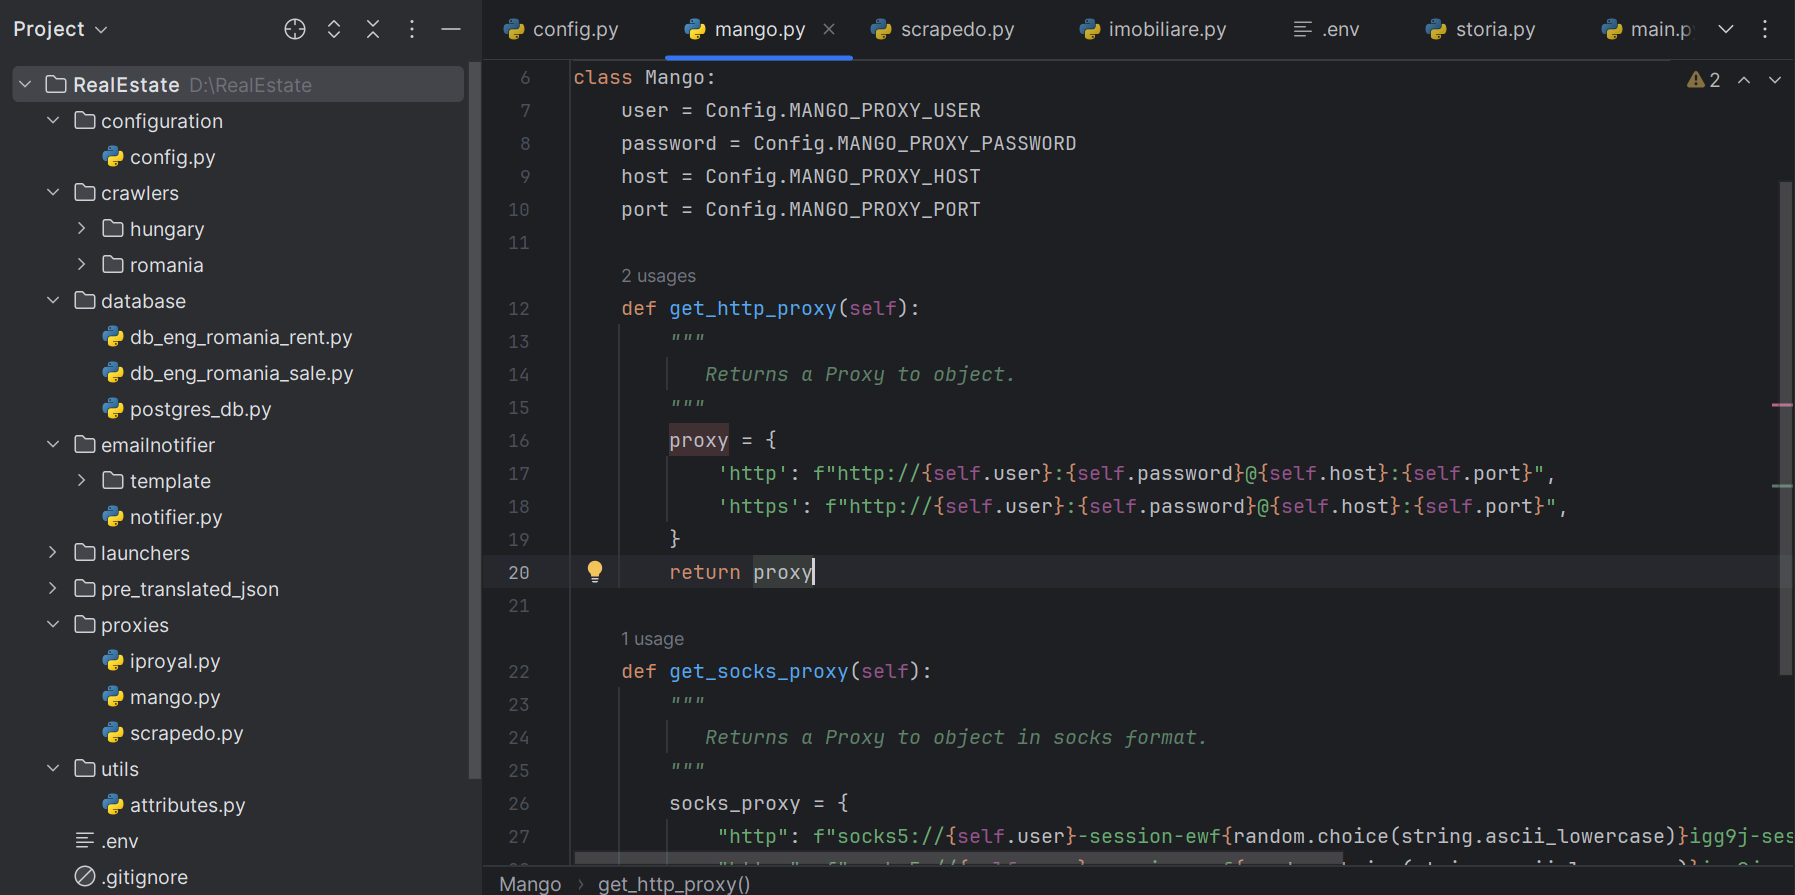 Project
RealEstate D:\RealEstate
configuration
config.py
crawlers
hungary
romania
database
db_eng_romania_rent.py
db_eng_romania_sale.py
postgres_db.py
emailnotifier
template
notifier.py
launchers
pre_translated_json
proxies
iproyal.py
mango.py
scrapedo.py
utils
attributes.py
.env
.gitignore
config.py mango.py scrapedo.py imobiliare.py .env storia.py main.p
2
6 class Mango:
7 user = Config.MANGO_PROXY_USER
8 password = Config.MANGO_PROXY_PASSWORD
9 host = Config.MANGO_PROXY_HOST
10 port = Config.MANGO_PROXY_PORT
11
2 usages
12 def get_http_proxy(self):
13 """
14 Returns a Proxy to object.
15 """
16 proxy = {
17 'http': f"http://{self.user}:{self.password}@{self.host}:{self.port}",
18 'https': f"http://{self.user}:{self.password}@{self.host}:{self.port}",
19 }
20 return proxy
21
1 usage
22 def get_socks_proxy(self):
23 """
24 Returns a Proxy to object in socks format.
25 """
26 socks_proxy = {
27 "http": f"socks5://{self.user}-session-ewf{random.choice(string.ascii_lowercase)}igg9j-ses
Mango › get_http_proxy()